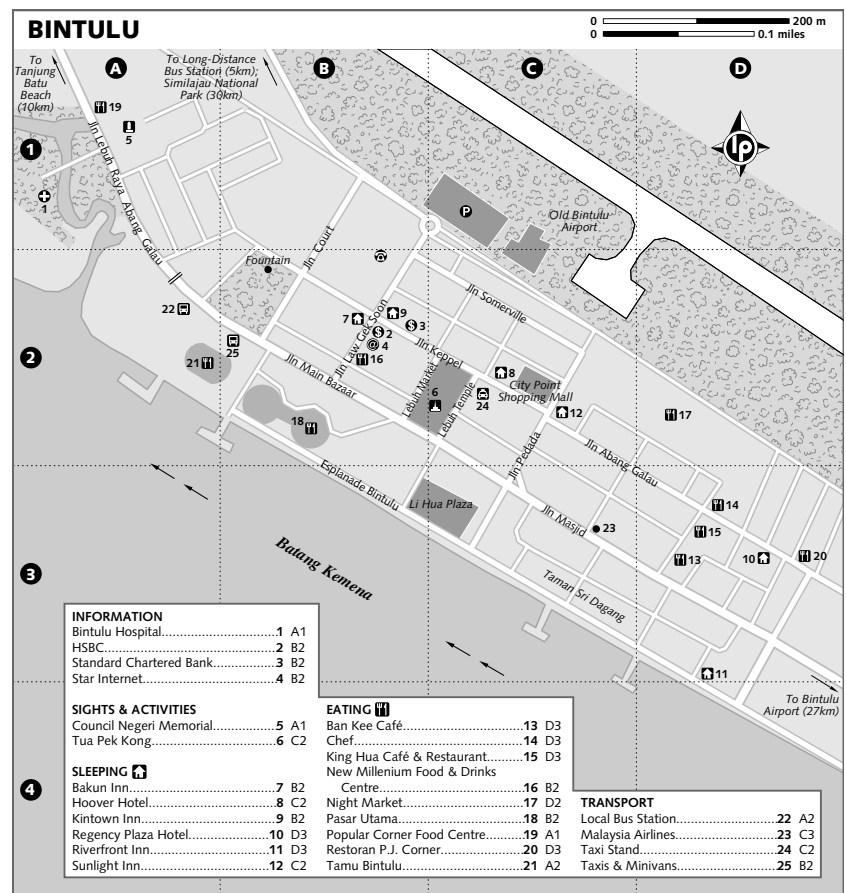 BINTULU
0 200 m
0 0.1 miles
A
B
C
D
1
2
3
4
To
Tanjung
Batu
Beach
(10km)
To Long-Distance
Bus Station (5km);
Similajau National
Park (30km)
19
5
1
Jln Lebuh Raya Abang Galau
lp
P
Old Bintulu
Airport
Fountain
Jln Court
Jln Somerville
22
7
9
2
3
4
16
Jln Law Gek Soon
Jln Keppel
25
21
Jln Main Bazaar
Lebuh Market
6
Lebuh Temple
24
8
City Point
Shopping Mall
12
17
18
Jln Pedada
Jln Abang Galau
Esplanade Bintulu
Li Hua Plaza
Jln Masjid
23
14
15
13
10
20
Batang Kemena
Taman Sri Dagang
11
To Bintulu
Airport (27km)
INFORMATION
Bintulu Hospital.............................1 A1
HSBC...............................................2 B2
Standard Chartered Bank..............3 B2
Star Internet...................................4 B2
SIGHTS & ACTIVITIES
Council Negeri Memorial...............5 A1
Tua Pek Kong.................................6 C2
SLEEPING
Bakun Inn.......................................7 B2
Hoover Hotel..................................8 C2
Kintown Inn....................................9 B2
Regency Plaza Hotel.....................10 D3
Riverfront Inn...............................11 D3
Sunlight Inn..................................12 C2
EATING
Ban Kee Café................................13 D3
Chef..............................................14 D3
King Hua Café & Restaurant.........15 D3
New Millenium Food & Drinks
Centre...........................................16 B2
Night Market.................................17 D2
Pasar Utama..................................18 B2
Popular Corner Food Centre.........19 A1
Restoran P.J. Corner.....................20 D3
Tamu Bintulu................................21 A2
TRANSPORT
Local Bus Station..........................22 A2
Malaysia Airlines...........................23 C3
Taxi Stand.....................................24 C2
Taxis & Minivans...........................25 B2